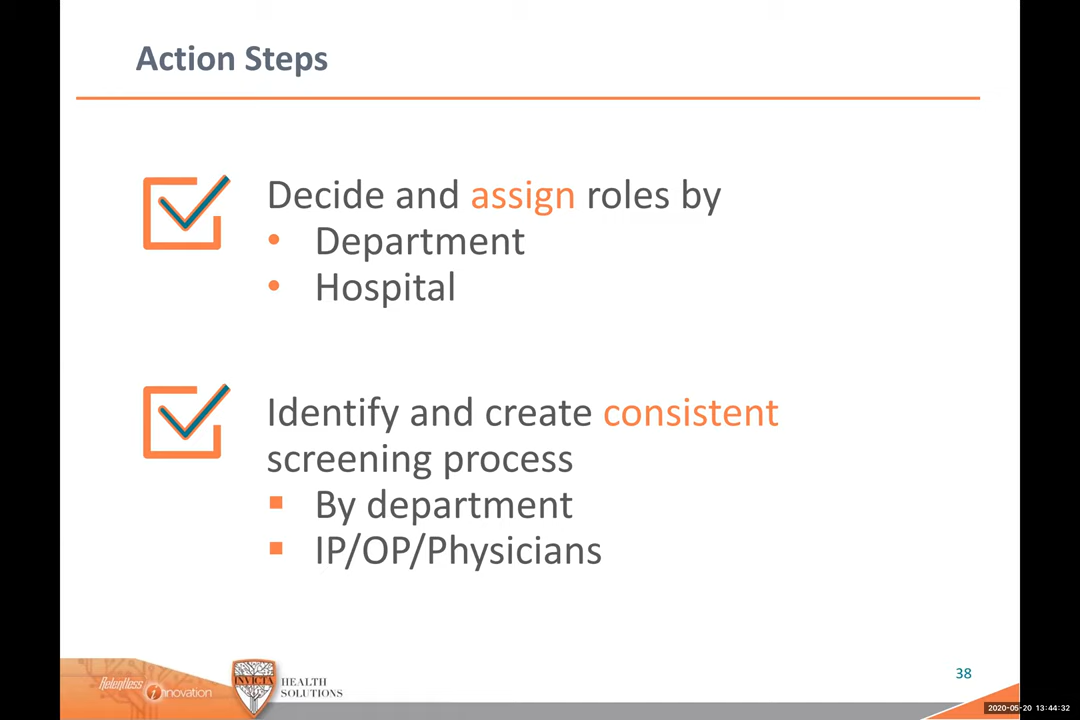 Action Steps
Decide and assign roles by
• Department
• Hospital
Identify and create consistent
screening process
▪ By department
▪ IP/OP/Physicians
Relentless innovation
INVICTA
HEALTH
SOLUTIONS
38
2020-05-20 13:44:32